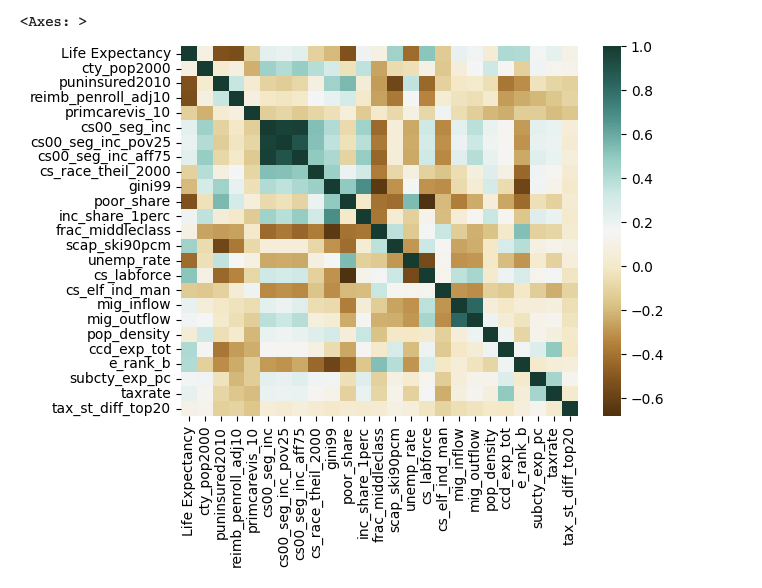 <Axes: >
Life Expectancy
cty_pop2000
puninsured2010
reimb_penroll_adj10
primcarevis_10
cs00_seg_inc
cs00_seg_inc_pov25
cs00_seg_inc_aff75
cs_race_theil_2000
gini99
poor_share
inc_share_1perc
frac_middleclass
scap_ski90pcm
unemp_rate
cs_labforce
cs_elf_ind_man
mig_inflow
mig_outflow
pop_density
ccd_exp_tot
e_rank_b
subcty_exp_pc
taxrate
tax_st_diff_top20
Life Expectancy
cty_pop2000
puninsured2010
reimb_penroll_adj10
primcarevis_10
cs00_seg_inc
cs00_seg_inc_pov25
cs00_seg_inc_aff75
cs_race_theil_2000
gini99
poor_share
inc_share_1perc
frac_middleclass
scap_ski90pcm
unemp_rate
cs_labforce
cs_elf_ind_man
mig_inflow
mig_outflow
pop_density
ccd_exp_tot
e_rank_b
subcty_exp_pc
taxrate
tax_st_diff_top20
1.0
0.8
0.6
0.4
0.2
0.0
−0.2
−0.4
−0.6